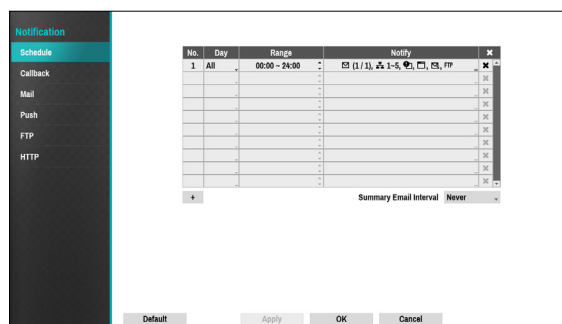 Notification
Schedule
Callback
Mail
Push
FTP
HTTP
No. Day Range Notify
1 All 00:00 ~ 24:00 (1 / 1), 1~5, , , , FTP
+ Summary Email Interval Never
Default Apply OK Cancel